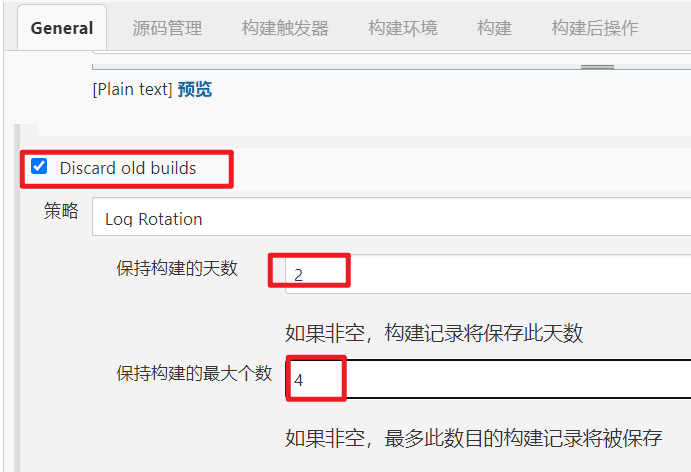 General 源码管理 构建触发器 构建环境 构建 构建后操作
[Plain text] 预览
Discard old builds
策略 Log Rotation
保持构建的天数 2
如果非空，构建记录将保存此天数
保持构建的最大个数 4
如果非空，最多此数目的构建记录将被保存